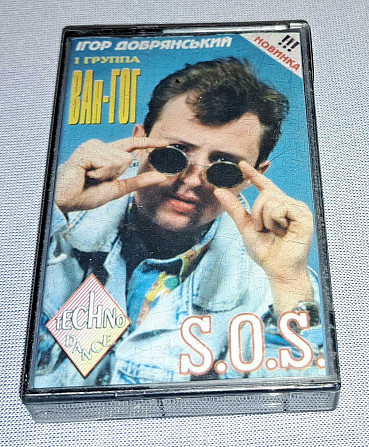 ІГОР ДОБРЯНСЬКИЙ
І ГРУППА
ВАн-ГОГ
!!!
НОВИНКА
TECHNO
DANCE
S.O.S.